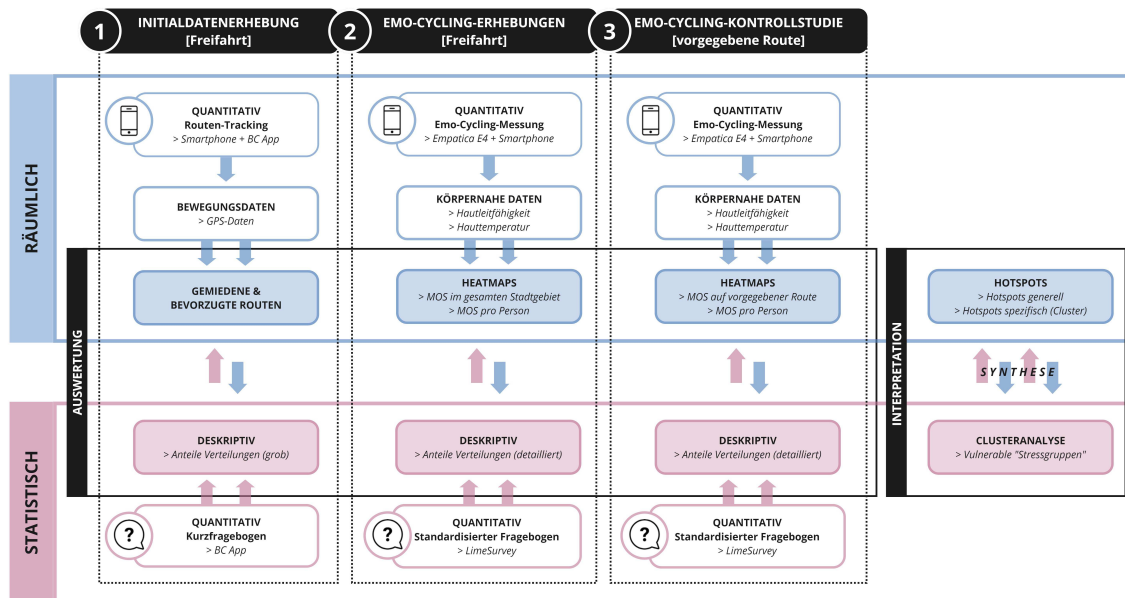 1
INITIALDATENERHEBUNG
[Freifahrt]
2
EMO-CYCLING-ERHEBUNGEN
[Freifahrt]
3
EMO-CYCLING-KONTROLLSTUDIE
[vorgegebene Route]
RÄUMLICH
QUANTITATIV
Routen-Tracking
> Smartphone + BC App
QUANTITATIV
Emo-Cycling-Messung
> Empatica E4 + Smartphone
QUANTITATIV
Emo-Cycling-Messung
> Empatica E4 + Smartphone
BEWEGUNGSDATEN
> GPS-Daten
KÖRPERNAHE DATEN
> Hautleitfähigkeit
> Hauttemperatur
KÖRPERNAHE DATEN
> Hautleitfähigkeit
> Hauttemperatur
AUSWERTUNG
GEMIEDENE &
BEVORZUGTE ROUTEN
HEATMAPS
> MOS im gesamten Stadtgebiet
> MOS pro Person
HEATMAPS
> MOS auf vorgegebener Route
> MOS pro Person
INTERPRETATION
HOTSPOTS
> Hotspots generell
> Hotspots spezifisch (Cluster)
SYNTHESE
STATISTISCH
DESKRIPTIV
> Anteile Verteilungen (grob)
DESKRIPTIV
> Anteile Verteilungen (detailliert)
DESKRIPTIV
> Anteile Verteilungen (detailliert)
CLUSTERANALYSE
> Vulnerable "Stressgruppen"
?
QUANTITATIV
Kurzfragebogen
> BC App
?
QUANTITATIV
Standardisierter Fragebogen
> LimeSurvey
?
QUANTITATIV
Standardisierter Fragebogen
> LimeSurvey